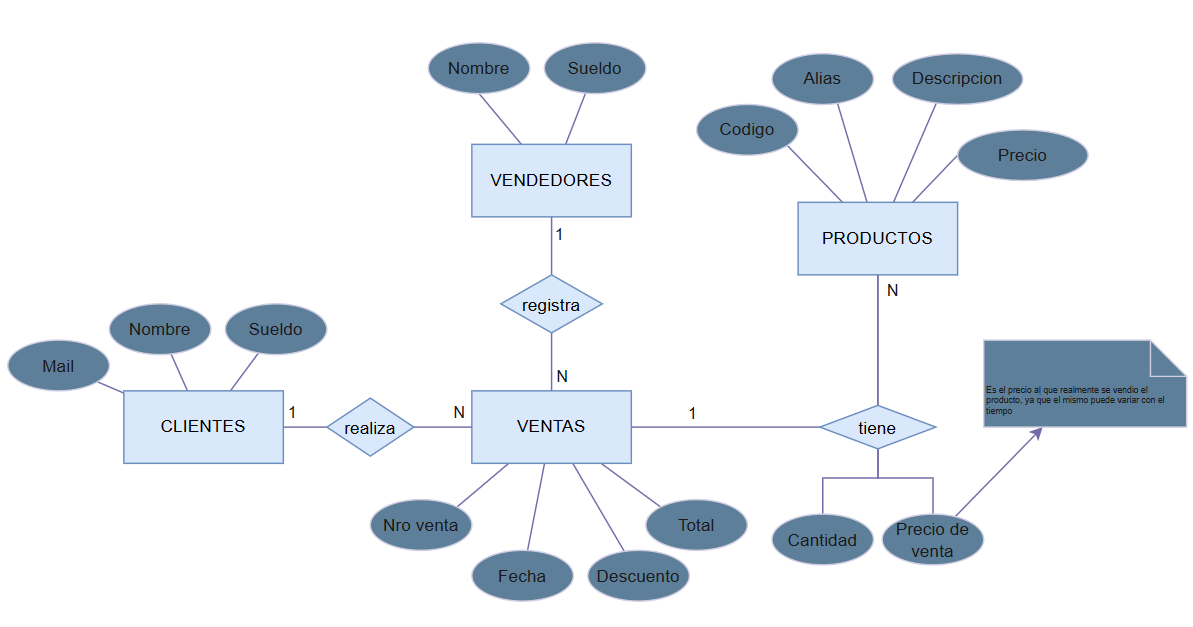 Nombre
Sueldo
Alias
Descripcion
Codigo
Precio
VENDEDORES
PRODUCTOS
1
N
registra
Nombre
Sueldo
Mail
N
Es el precio al que realmente se vendio el
producto, ya que el mismo puede variar con el
tiempo
CLIENTES
1
realiza
N
VENTAS
1
tiene
Nro venta
Total
Fecha
Descuento
Cantidad
Precio de
venta